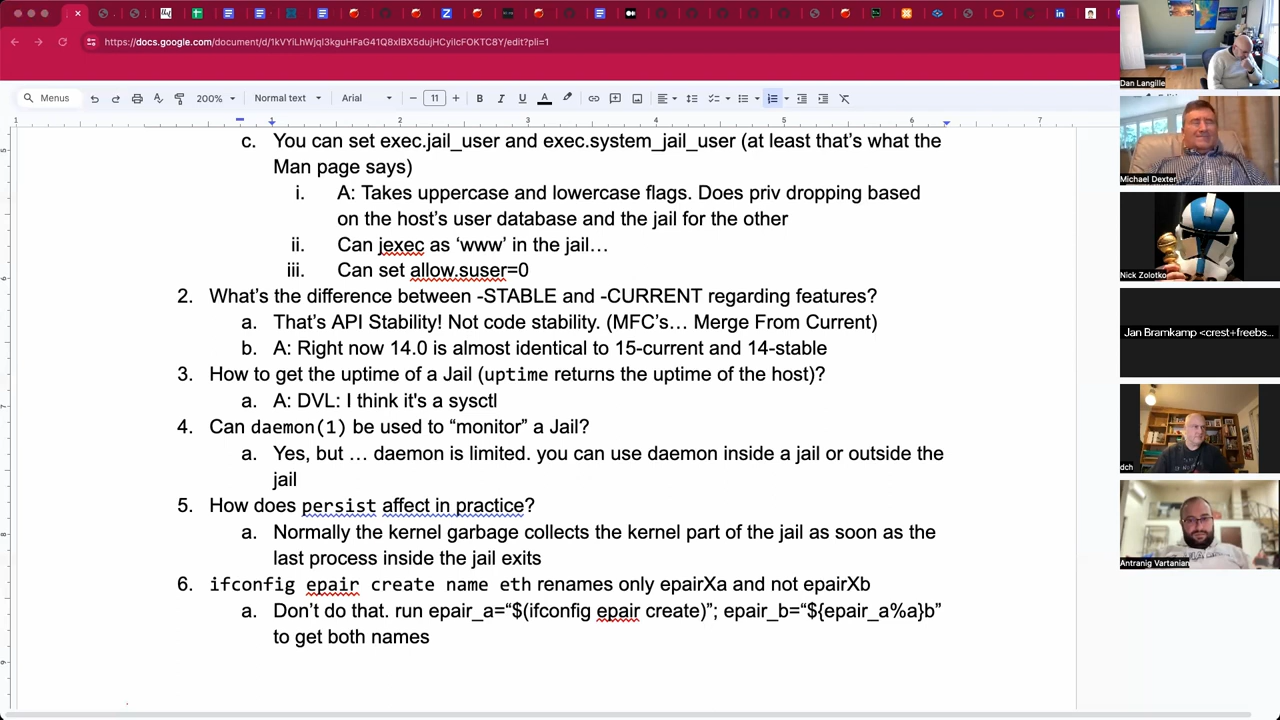 https://docs.google.com/document/d/1kVYiLhWjqI3kguHFaG41Q8xIBX5dujHCyiIcFOKTC8Y/edit?pli=1
Menus
200%
Normal text
Arial
11
1 1 2 3 4 5 6 7
c. You can set exec.jail_user and exec.system_jail_user (at least that’s what the
Man page says)
i. A: Takes uppercase and lowercase flags. Does priv dropping based
on the host’s user database and the jail for the other
ii. Can jexec as ‘www’ in the jail…
iii. Can set allow.suser=0
2. What’s the difference between -STABLE and -CURRENT regarding features?
a. That’s API Stability! Not code stability. (MFC’s… Merge From Current)
b. A: Right now 14.0 is almost identical to 15-current and 14-stable
3. How to get the uptime of a Jail (uptime returns the uptime of the host)?
a. A: DVL: I think it's a sysctl
4. Can daemon(1) be used to “monitor” a Jail?
a. Yes, but … daemon is limited. you can use daemon inside a jail or outside the
jail
5. How does persist affect in practice?
a. Normally the kernel garbage collects the kernel part of the jail as soon as the
last process inside the jail exits
6. ifconfig epair create name eth renames only epairXa and not epairXb
a. Don’t do that. run epair_a=“$(ifconfig epair create)”; epair_b=“${epair_a%a}b”
to get both names
Dan Langille
Michael Dexter
Nick Zolotko
Jan Bramkamp <crest+freebs...
dch
Antranig Vartanian